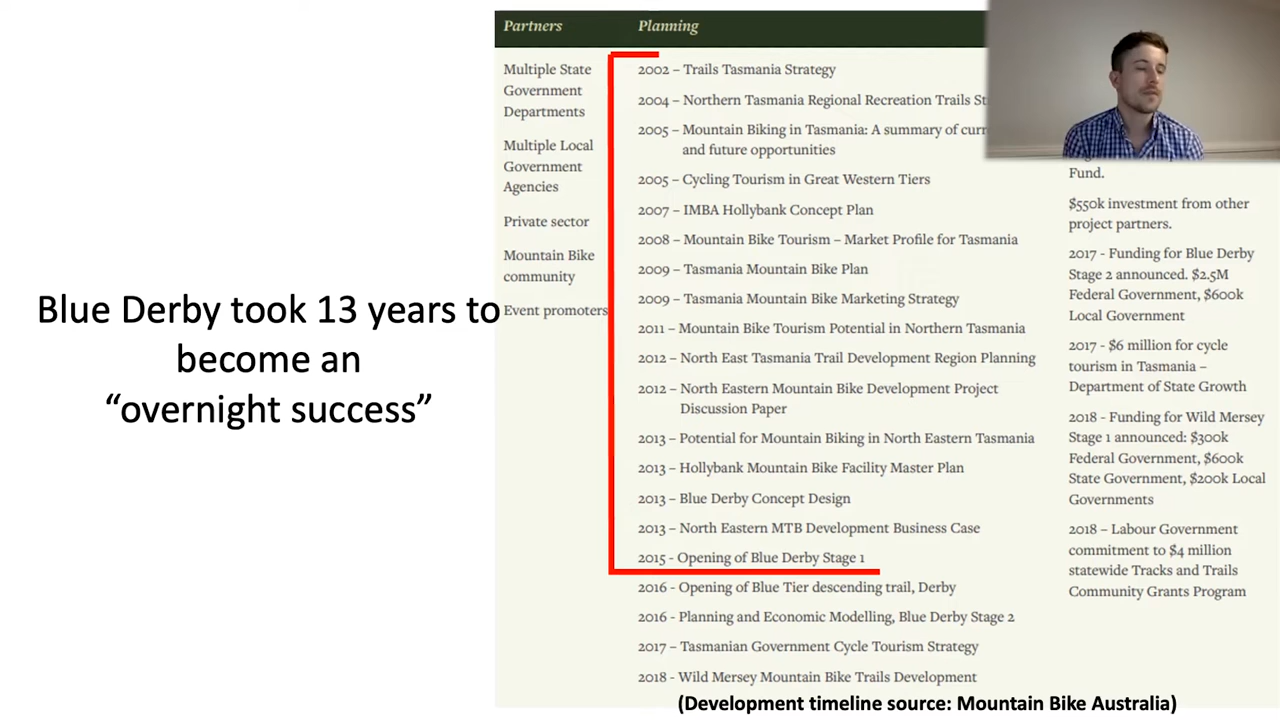 Blue Derby took 13 years to
become an
“overnight success”
Partners
Multiple State
Government
Departments
Multiple Local
Government
Agencies
Private sector
Mountain Bike
community
Event promoters
Planning
2002 – Trails Tasmania Strategy
2004 – Northern Tasmania Regional Recreation Trails
2005 – Mountain Biking in Tasmania: A summary of
and future opportunities
2005 – Cycling Tourism in Great Western Tiers
2007 – IMBA Hollybank Concept Plan
2008 – Mountain Bike Tourism – Market Profile for Tasmania
2009 – Tasmania Mountain Bike Plan
2009 – Tasmania Mountain Bike Marketing Strategy
2011 – Mountain Bike Tourism Potential in Northern Tasmania
2012 – North East Tasmania Trail Development Region Planning
2012 – North Eastern Mountain Bike Development Project
Discussion Paper
2013 – Potential for Mountain Biking in North Eastern Tasmania
2013 – Hollybank Mountain Bike Facility Master Plan
2013 – Blue Derby Concept Design
2013 – North Eastern MTB Development Business Case
2015 - Opening of Blue Derby Stage 1
2016 - Opening of Blue Tier descending trail, Derby
2016 - Planning and Economic Modelling, Blue Derby Stage 2
2017 – Tasmanian Government Cycle Tourism Strategy
2018 - Wild Mersey Mountain Bike Trails Development
Fund.
$550k investment from other
project partners.
2017 - Funding for Blue Derby
Stage 2 announced. $2.5M
Federal Government, $600k
Local Government
2017 - $6 million for cycle
tourism in Tasmania –
Department of State Growth
2018 - Funding for Wild Mersey
Stage 1 announced: $300k
Federal Government, $600k
State Government, $200k Local
Governments
2018 – Labour Government
commitment to $4 million
statewide Tracks and Trails
Community Grants Program
(Development timeline source: Mountain Bike Australia)